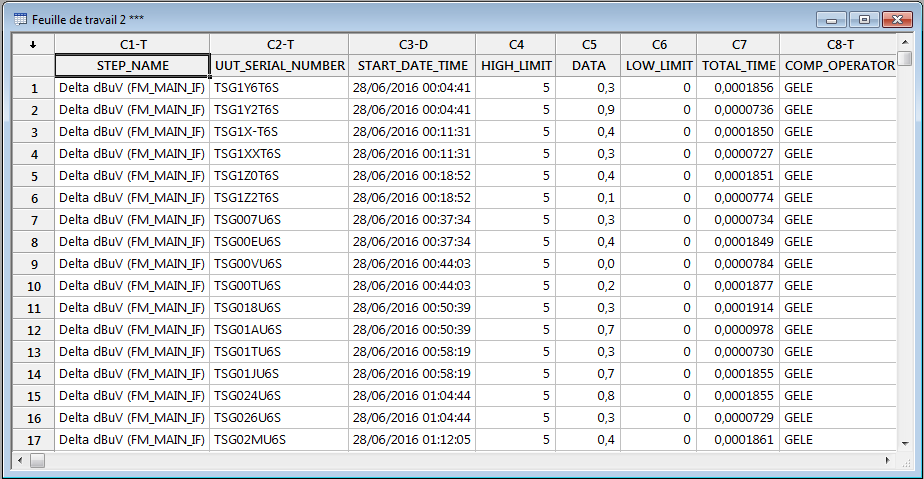 Feuille de travail 2 ***
C1-T C2-T C3-D C4 C5 C6 C7 C8-T
STEP_NAME UUT_SERIAL_NUMBER START_DATE_TIME HIGH_LIMIT DATA LOW_LIMIT TOTAL_TIME COMP_OPERATOR
1 Delta dBuV (FM_MAIN_IF) TSG1Y6T6S 28/06/2016 00:04:41 5 0,3 0 0,0001856 GELE
2 Delta dBuV (FM_MAIN_IF) TSG1Y2T6S 28/06/2016 00:04:41 5 0,9 0 0,0000736 GELE
3 Delta dBuV (FM_MAIN_IF) TSG1X-T6S 28/06/2016 00:11:31 5 0,4 0 0,0001850 GELE
4 Delta dBuV (FM_MAIN_IF) TSG1XXT6S 28/06/2016 00:11:31 5 0,3 0 0,0000727 GELE
5 Delta dBuV (FM_MAIN_IF) TSG1Z0T6S 28/06/2016 00:18:52 5 0,4 0 0,0001851 GELE
6 Delta dBuV (FM_MAIN_IF) TSG1Z2T6S 28/06/2016 00:18:52 5 0,1 0 0,0000774 GELE
7 Delta dBuV (FM_MAIN_IF) TSG007U6S 28/06/2016 00:37:34 5 0,3 0 0,0000734 GELE
8 Delta dBuV (FM_MAIN_IF) TSG00EU6S 28/06/2016 00:37:34 5 0,4 0 0,0001849 GELE
9 Delta dBuV (FM_MAIN_IF) TSG00VU6S 28/06/2016 00:44:03 5 0,0 0 0,0000784 GELE
10 Delta dBuV (FM_MAIN_IF) TSG00TU6S 28/06/2016 00:44:03 5 0,2 0 0,0001877 GELE
11 Delta dBuV (FM_MAIN_IF) TSG018U6S 28/06/2016 00:50:39 5 0,3 0 0,0001914 GELE
12 Delta dBuV (FM_MAIN_IF) TSG01AU6S 28/06/2016 00:50:39 5 0,7 0 0,0000978 GELE
13 Delta dBuV (FM_MAIN_IF) TSG01TU6S 28/06/2016 00:58:19 5 0,3 0 0,0000730 GELE
14 Delta dBuV (FM_MAIN_IF) TSG01JU6S 28/06/2016 00:58:19 5 0,7 0 0,0001855 GELE
15 Delta dBuV (FM_MAIN_IF) TSG024U6S 28/06/2016 01:04:44 5 0,8 0 0,0001855 GELE
16 Delta dBuV (FM_MAIN_IF) TSG026U6S 28/06/2016 01:04:44 5 0,3 0 0,0000729 GELE
17 Delta dBuV (FM_MAIN_IF) TSG02MU6S 28/06/2016 01:12:05 5 0,4 0 0,0001861 GELE